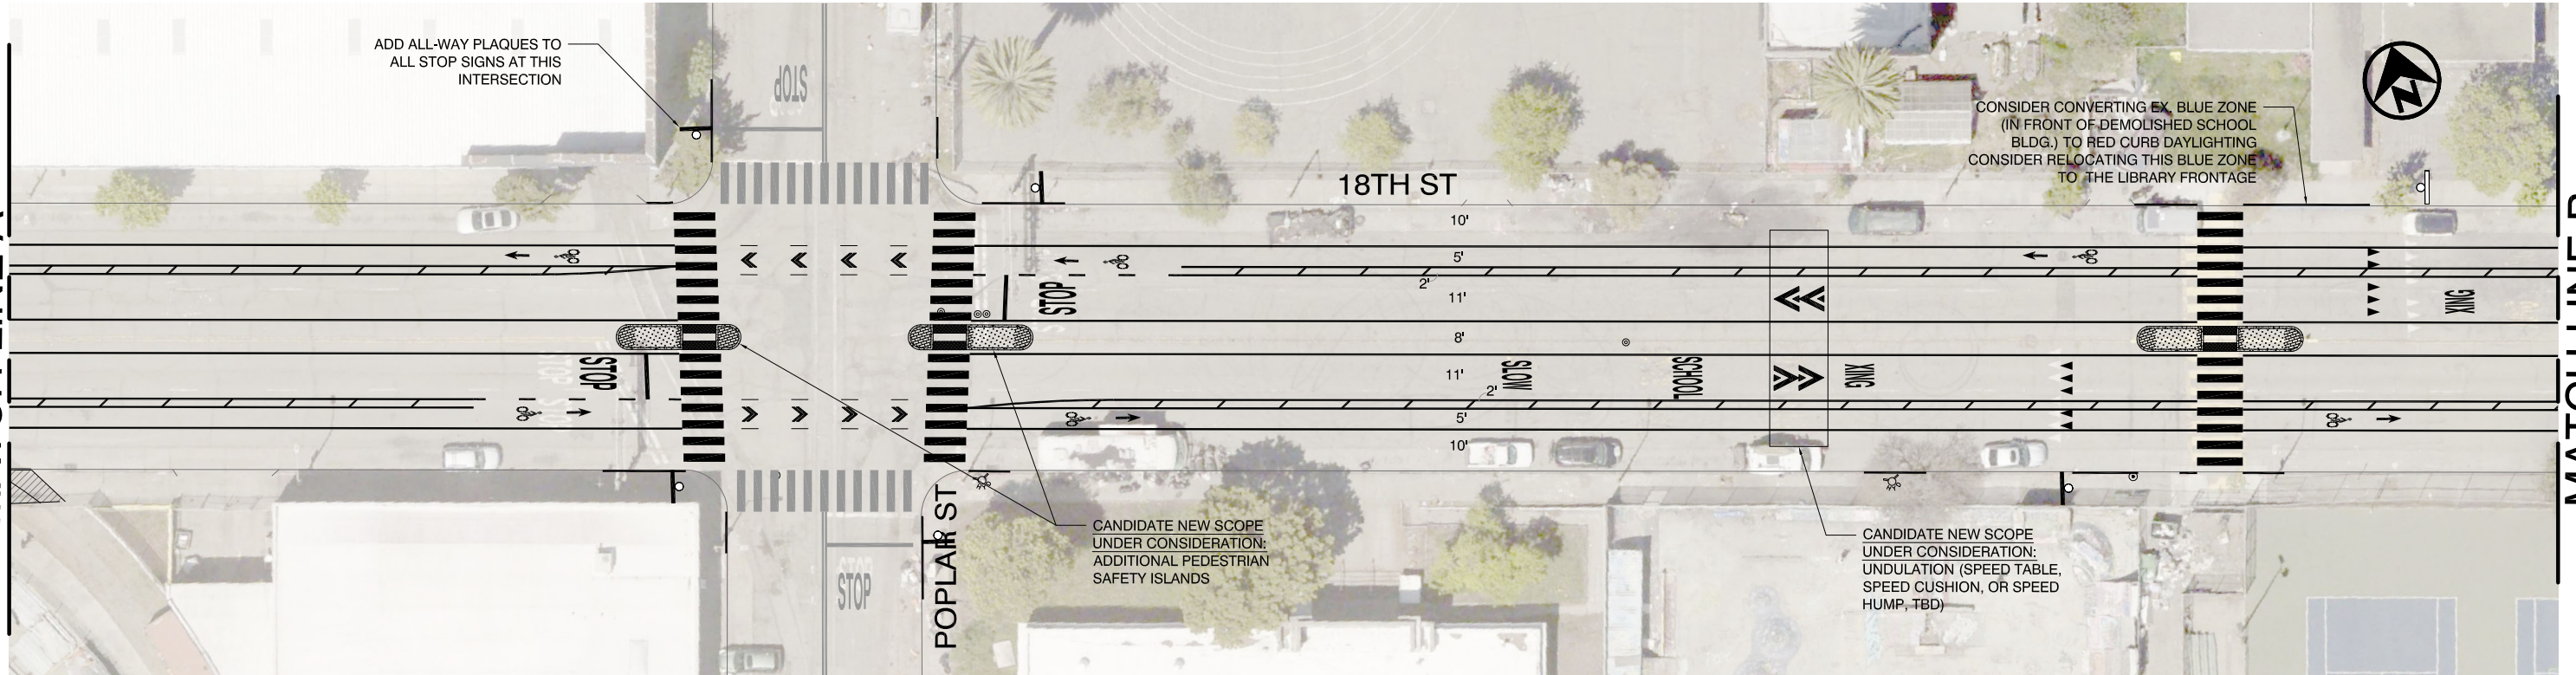 ADD ALL-WAY PLAQUES TO
ALL STOP SIGNS AT THIS
INTERSECTION
STOP
18TH ST
CONSIDER CONVERTING EX. BLUE ZONE
(IN FRONT OF DEMOLISHED SCHOOL
BLDG.) TO RED CURB DAYLIGHTING
CONSIDER RELOCATING THIS BLUE ZONE
TO THE LIBRARY FRONTAGE
N
10'
5'
2'
11'
8'
11'
2'
5'
10'
STOP
STOP
SLOW
SCHOOL
XING
XING
STOP
POPLAR ST
CANDIDATE NEW SCOPE
UNDER CONSIDERATION:
ADDITIONAL PEDESTRIAN
SAFETY ISLANDS
CANDIDATE NEW SCOPE
UNDER CONSIDERATION:
UNDULATION (SPEED TABLE,
SPEED CUSHION, OR SPEED
HUMP, TBD)